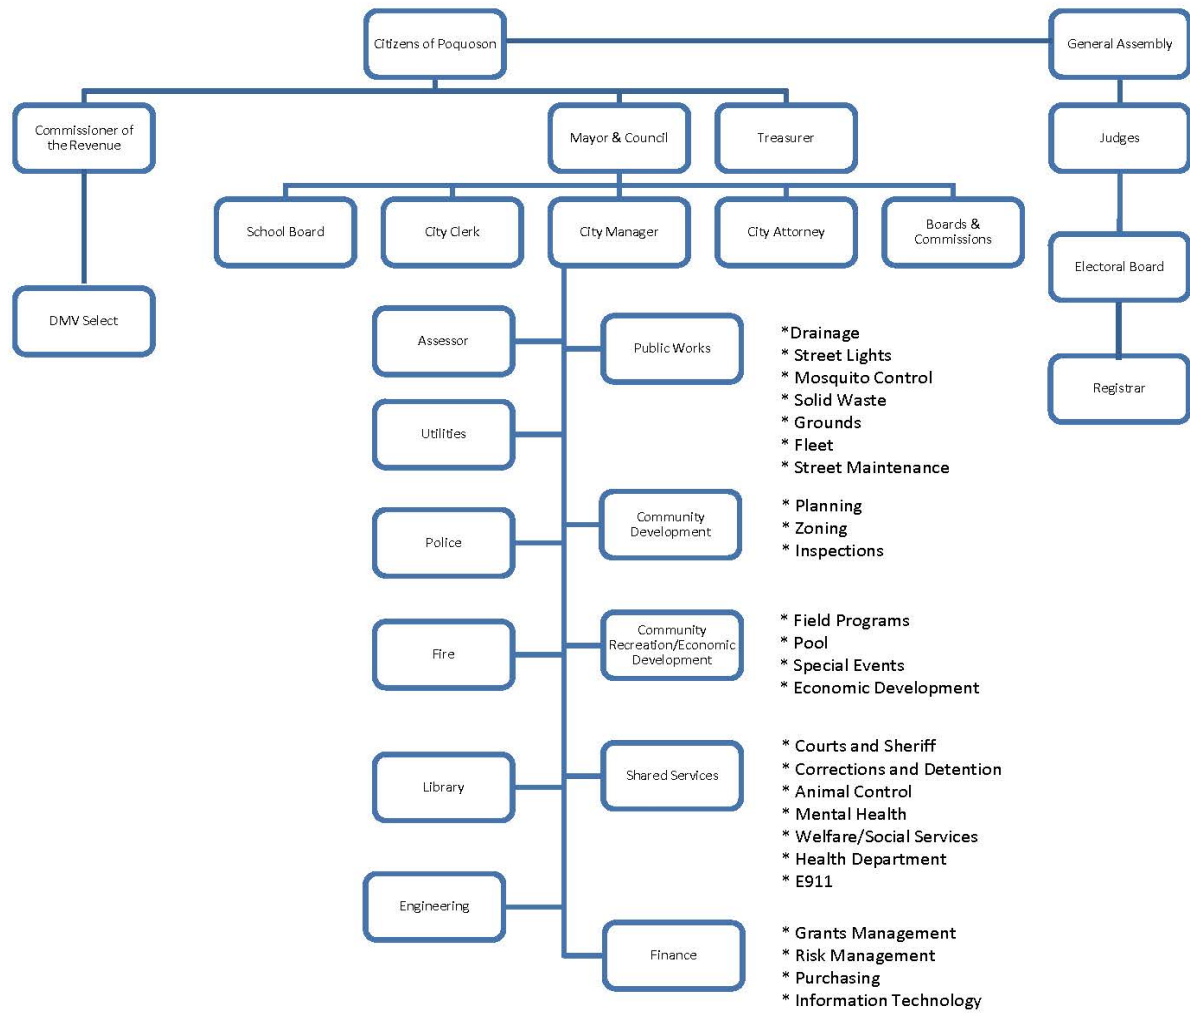 Citizens of Poquoson
General Assembly
Commissioner of
the Revenue
Mayor & Council
Treasurer
Judges
School Board
City Clerk
City Manager
City Attorney
Boards &
Commissions
Electoral Board
DMV Select
Assessor
Public Works
*Drainage
* Street Lights
* Mosquito Control
* Solid Waste
* Grounds
* Fleet
* Street Maintenance
Registrar
Utilities
Community
Development
* Planning
* Zoning
* Inspections
Police
Community
Recreation/Economic
Development
* Field Programs
* Pool
* Special Events
* Economic Development
Fire
Shared Services
* Courts and Sheriff
* Corrections and Detention
* Animal Control
* Mental Health
* Welfare/Social Services
* Health Department
* E911
Library
Engineering
Finance
* Grants Management
* Risk Management
* Purchasing
* Information Technology